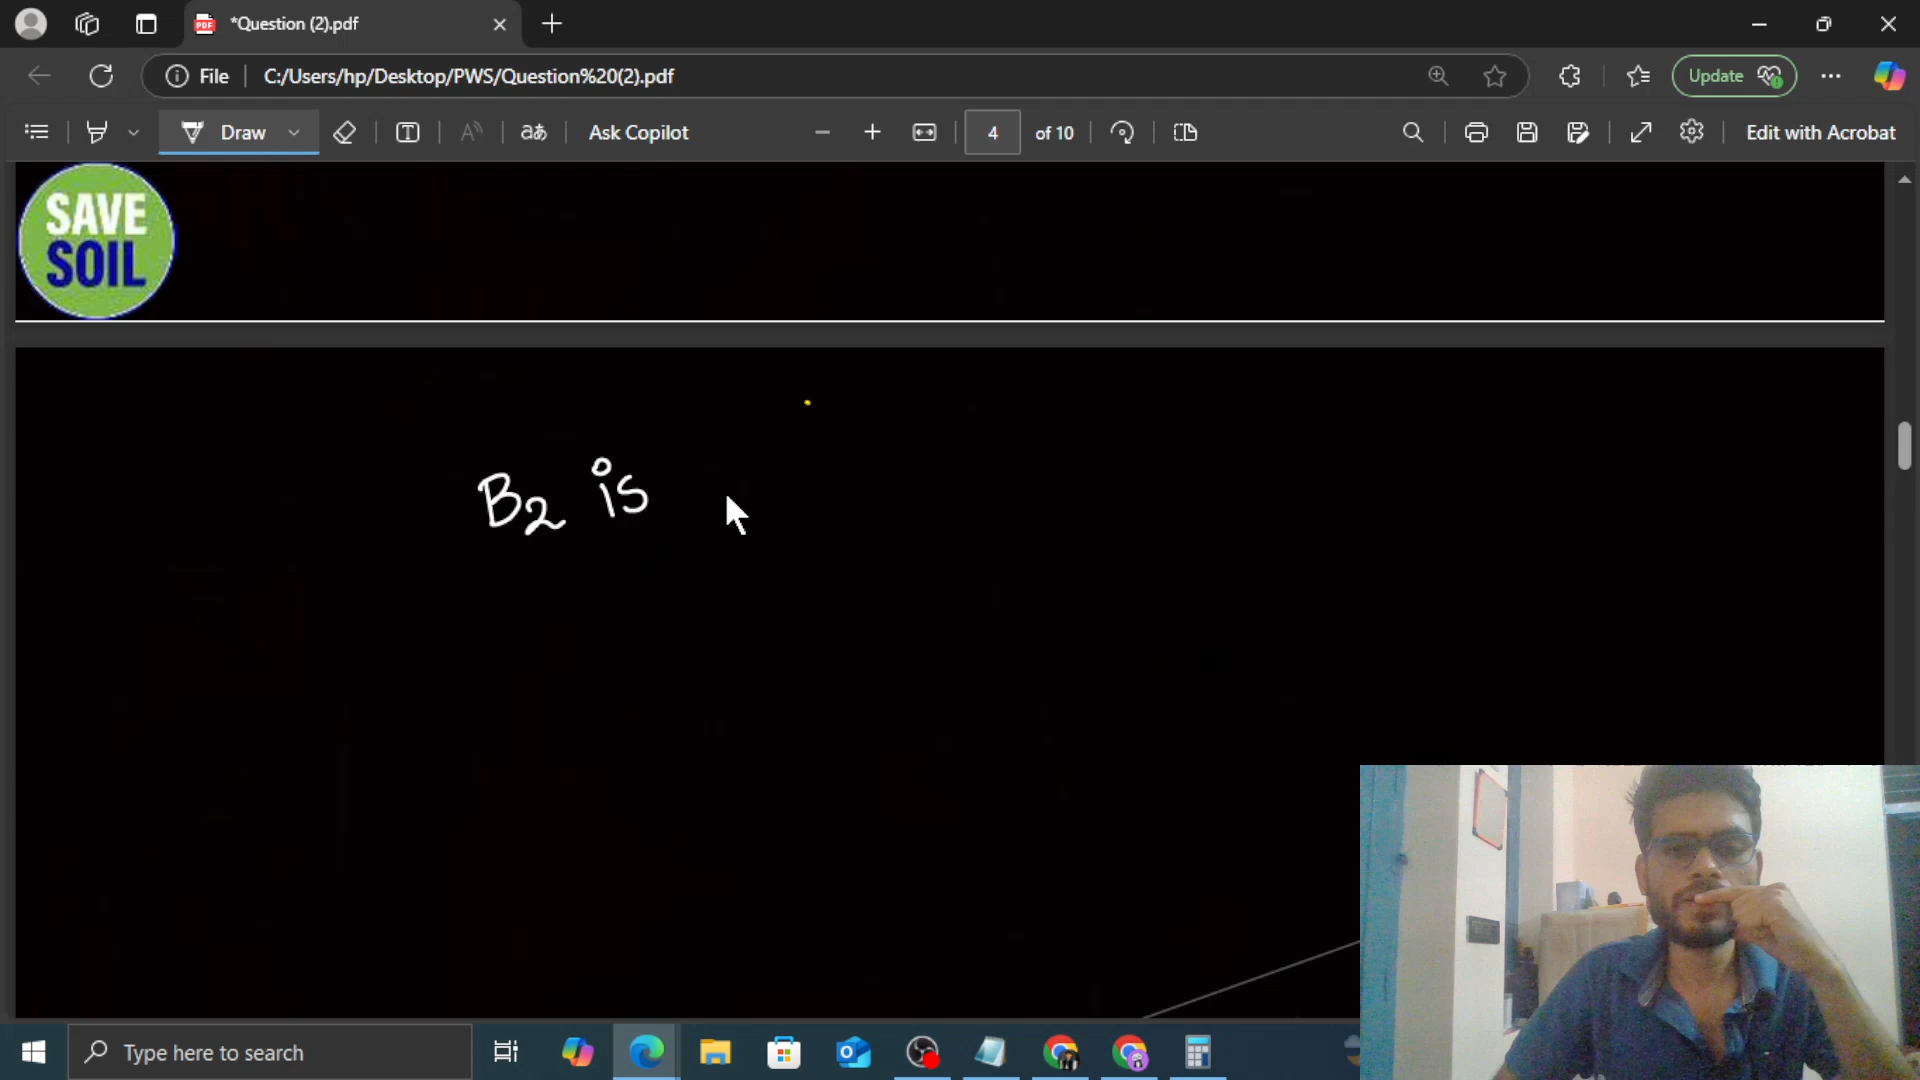 *Question (2).pdf
File C:/Users/hp/Desktop/PWS/Question%20(2).pdf Update
Draw Ask Copilot 4 of 10 Edit with Acrobat
SAVE
SOIL
B₂ is
Type here to search